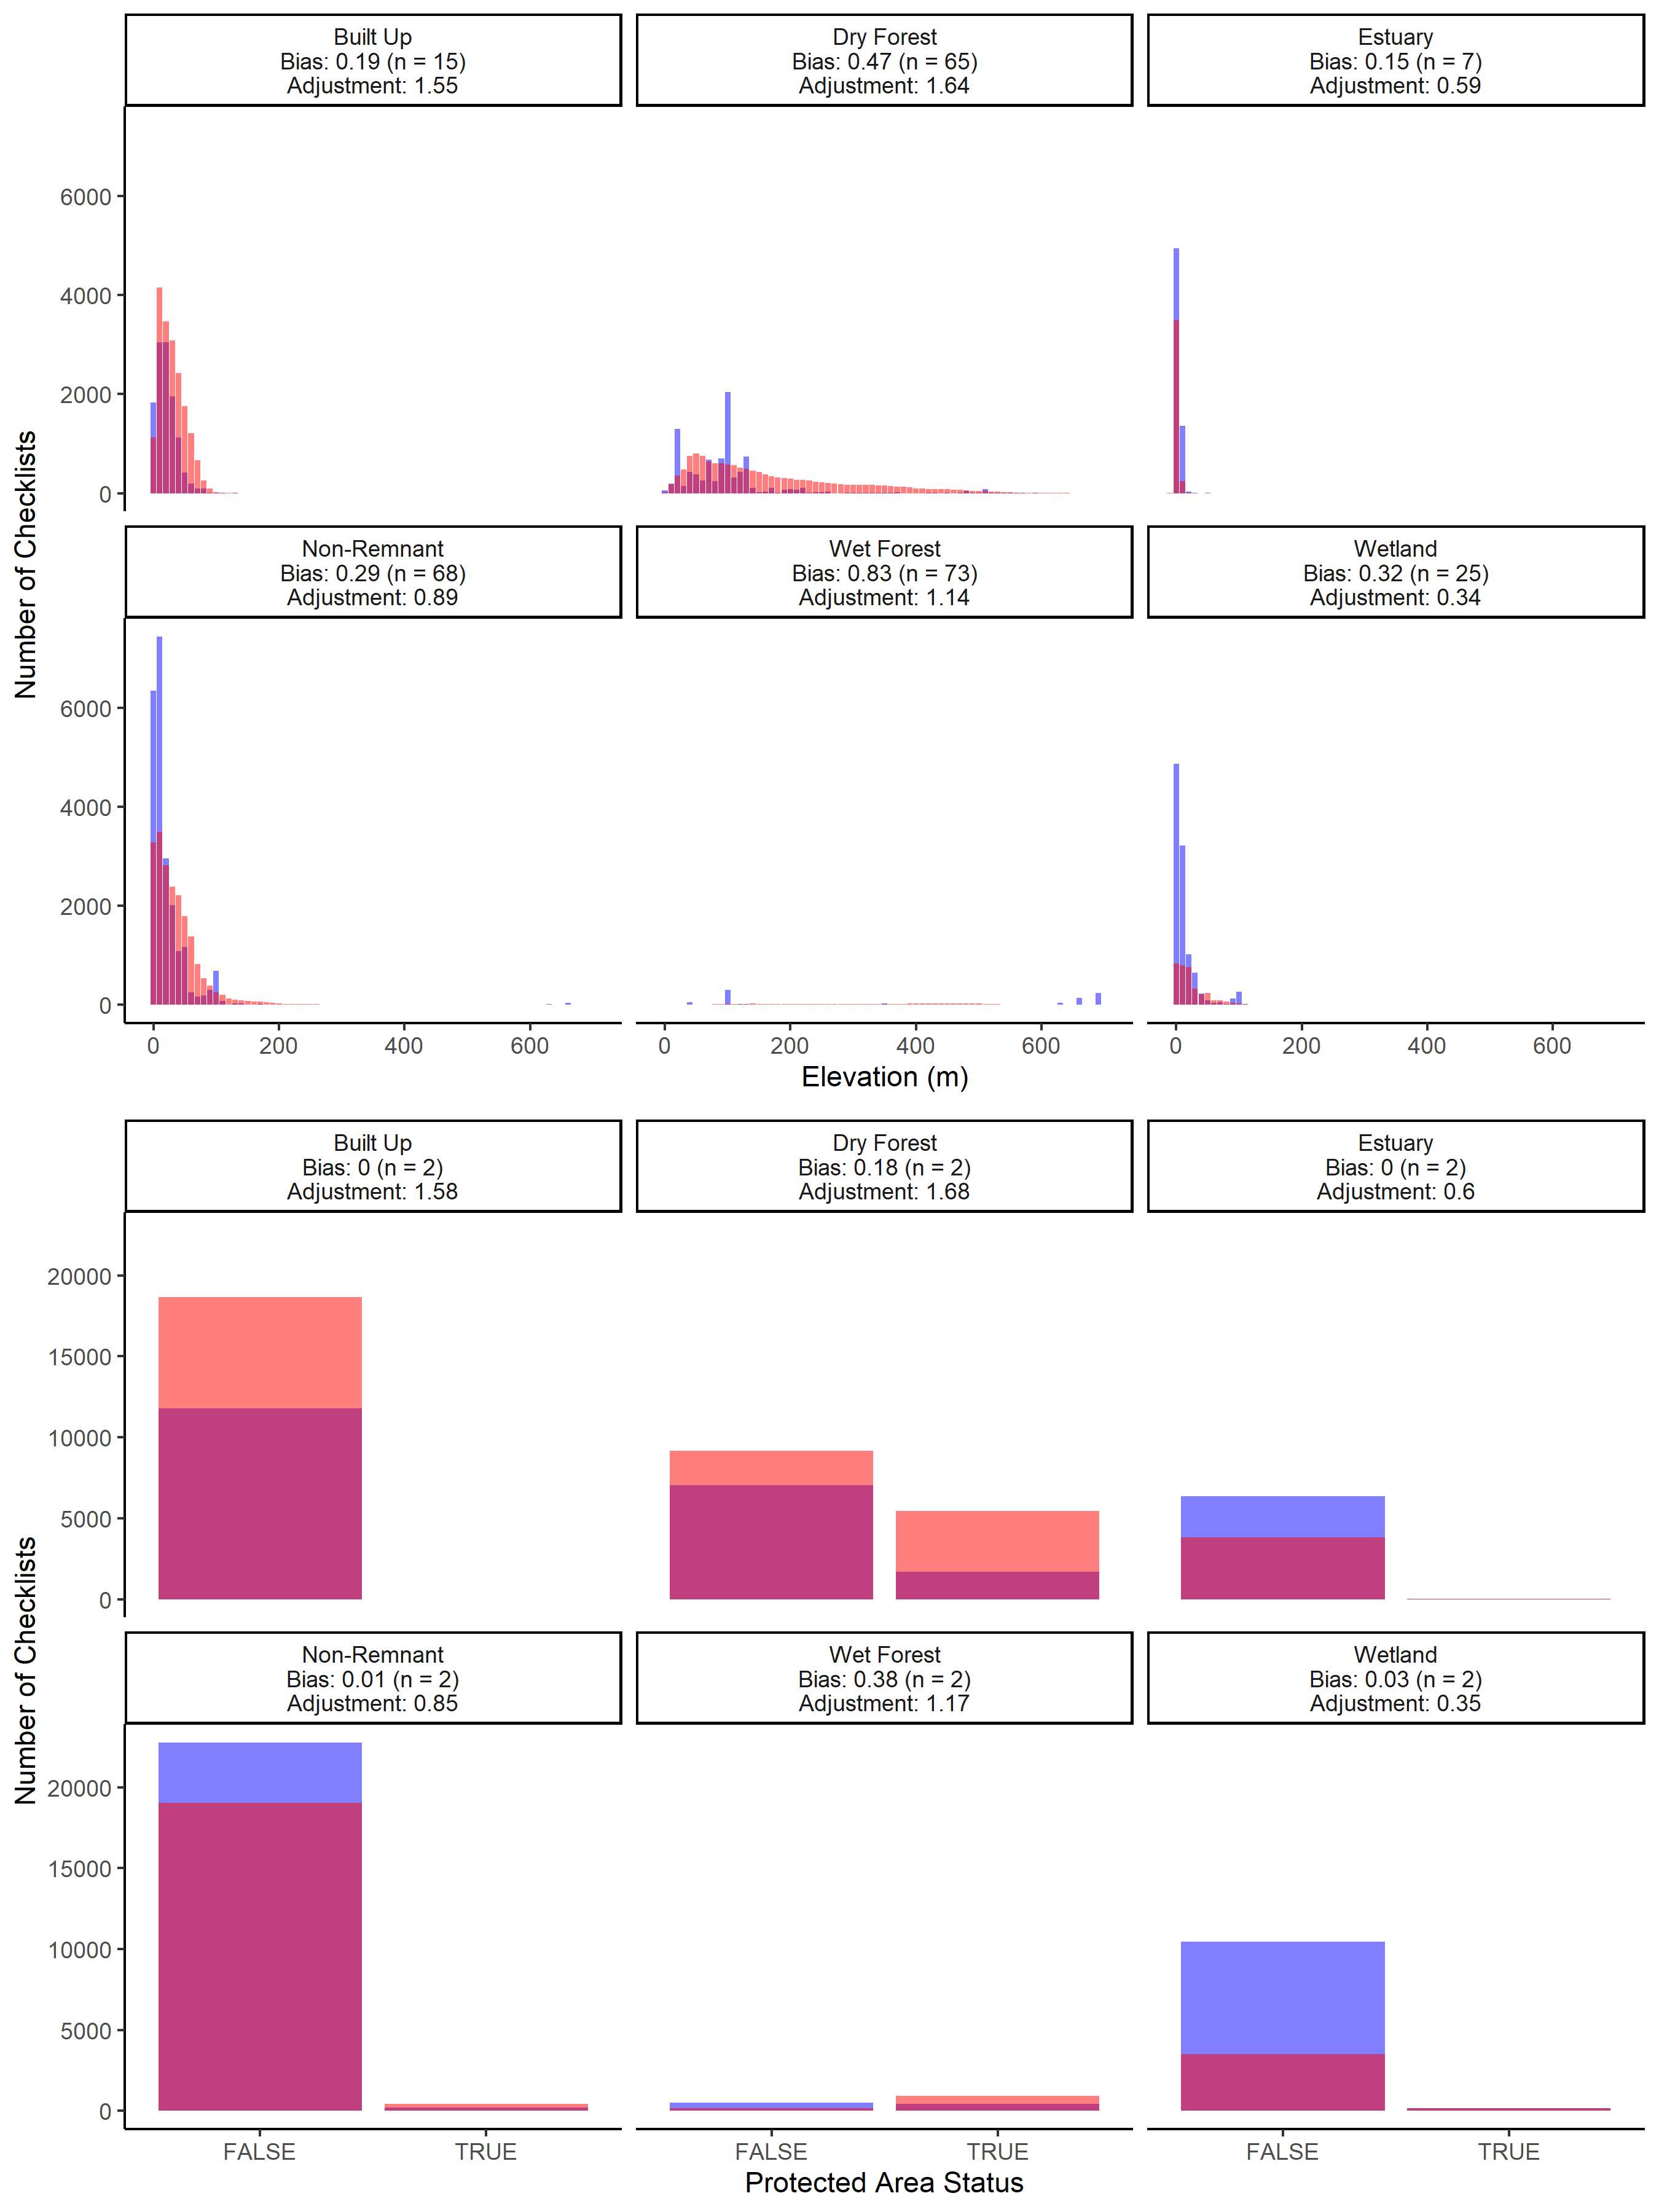 Built Up
Bias: 0.19 (n = 15)
Adjustment: 1.55
Dry Forest
Bias: 0.47 (n = 65)
Adjustment: 1.64
Estuary
Bias: 0.15 (n = 7)
Adjustment: 0.59
6000
4000
2000
0
Non-Remnant
Bias: 0.29 (n = 68)
Adjustment: 0.89
Wet Forest
Bias: 0.83 (n = 73)
Adjustment: 1.14
Wetland
Bias: 0.32 (n = 25)
Adjustment: 0.34
6000
4000
2000
0
Number of Checklists
0 200 400 600
0 200 400 600
0 200 400 600
Elevation (m)
Built Up
Bias: 0 (n = 2)
Adjustment: 1.58
Dry Forest
Bias: 0.18 (n = 2)
Adjustment: 1.68
Estuary
Bias: 0 (n = 2)
Adjustment: 0.6
20000
15000
10000
5000
0
Non-Remnant
Bias: 0.01 (n = 2)
Adjustment: 0.85
Wet Forest
Bias: 0.38 (n = 2)
Adjustment: 1.17
Wetland
Bias: 0.03 (n = 2)
Adjustment: 0.35
20000
15000
10000
5000
0
Number of Checklists
FALSE TRUE
FALSE TRUE
FALSE TRUE
Protected Area Status